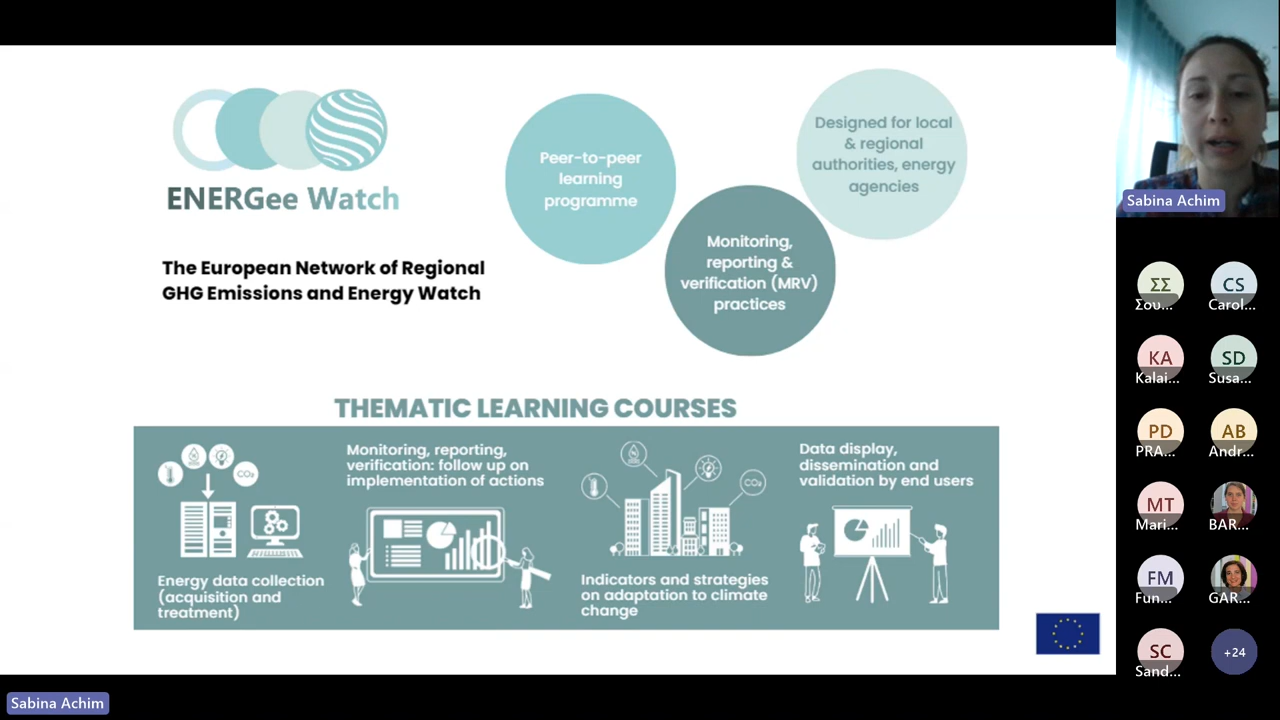 ENERGee Watch
The European Network of Regional
GHG Emissions and Energy Watch
Peer-to-peer
learning
programme
Monitoring,
reporting &
verification (MRV)
practices
Designed for local
& regional
authorities, energy
agencies
THEMATIC LEARNING COURSES
CO₂
Energy data collection
(acquisition and
treatment)
Monitoring, reporting,
verification: follow up on
implementation of actions
CO₂
Indicators and strategies
on adaptation to climate
change
Data display,
dissemination and
validation by end users
Sabina Achim
Sabina Achim
ΣΣ
Σου...
CS
Carol...
KA
Kalai...
SD
Susa...
PD
PRA...
AB
Andr...
MT
Mari...
BAR...
FM
Fun...
GAR...
SC
Sand...
+24